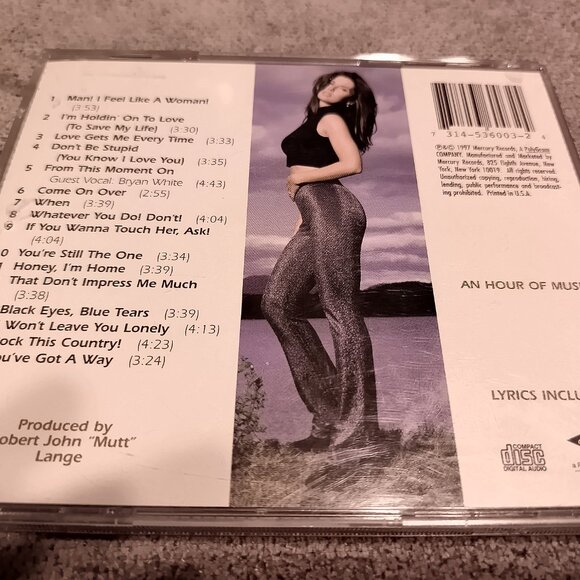 1 Man! I Feel Like A Woman!
(3:53)
2 I'm Holdin' On To Love
(To Save My Life) (3:30)
3 Love Gets Me Every Time (3:33)
4 Don't Be Stupid
(You Know I Love You) (3:35)
5 From This Moment On
Guest Vocal: Bryan White (4:43)
6 Come On Over (2:55)
7 When (3:39)
8 Whatever You Do! Don't! (4:04)
9 If You Wanna Touch Her, Ask!
(4:04)
0 You're Still The One (3:34)
Honey, I'm Home (3:39)
That Don't Impress Me Much
(3:38)
Black Eyes, Blue Tears (3:39)
Won't Leave You Lonely (4:13)
ock This Country! (4:23)
u've Got A Way (3:24)
Produced by
obert John "Mutt"
Lange
7 314-536003-2 4
℗© 1997 Mercury Records, A PolyGram
COMPANY. Manufactured and Marketed by
Mercury Records, 825 Eighth Avenue, New
York, New York 10019. All rights reserved.
Unauthorized copying, reproduction, hiring,
lending, public performance and broadcast-
ing prohibited. Printed in U.S.A.
AN HOUR OF MUSI
LYRICS INCLU
COMPACT
disc
DIGITAL AUDIO